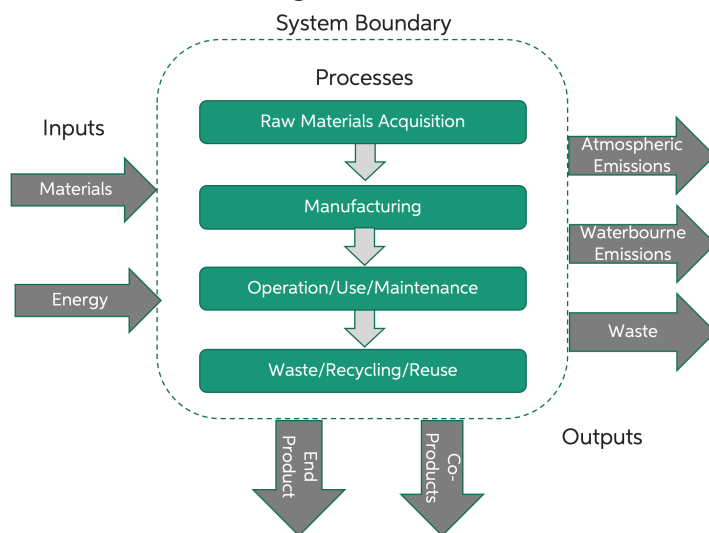 System Boundary
Processes
Inputs
Raw Materials Acquisition
Atmospheric
Emissions
Materials
Manufacturing
Waterbourne
Emissions
Energy
Operation/Use/Maintenance
Waste
Waste/Recycling/Reuse
Outputs
End
Product
Co-
Products